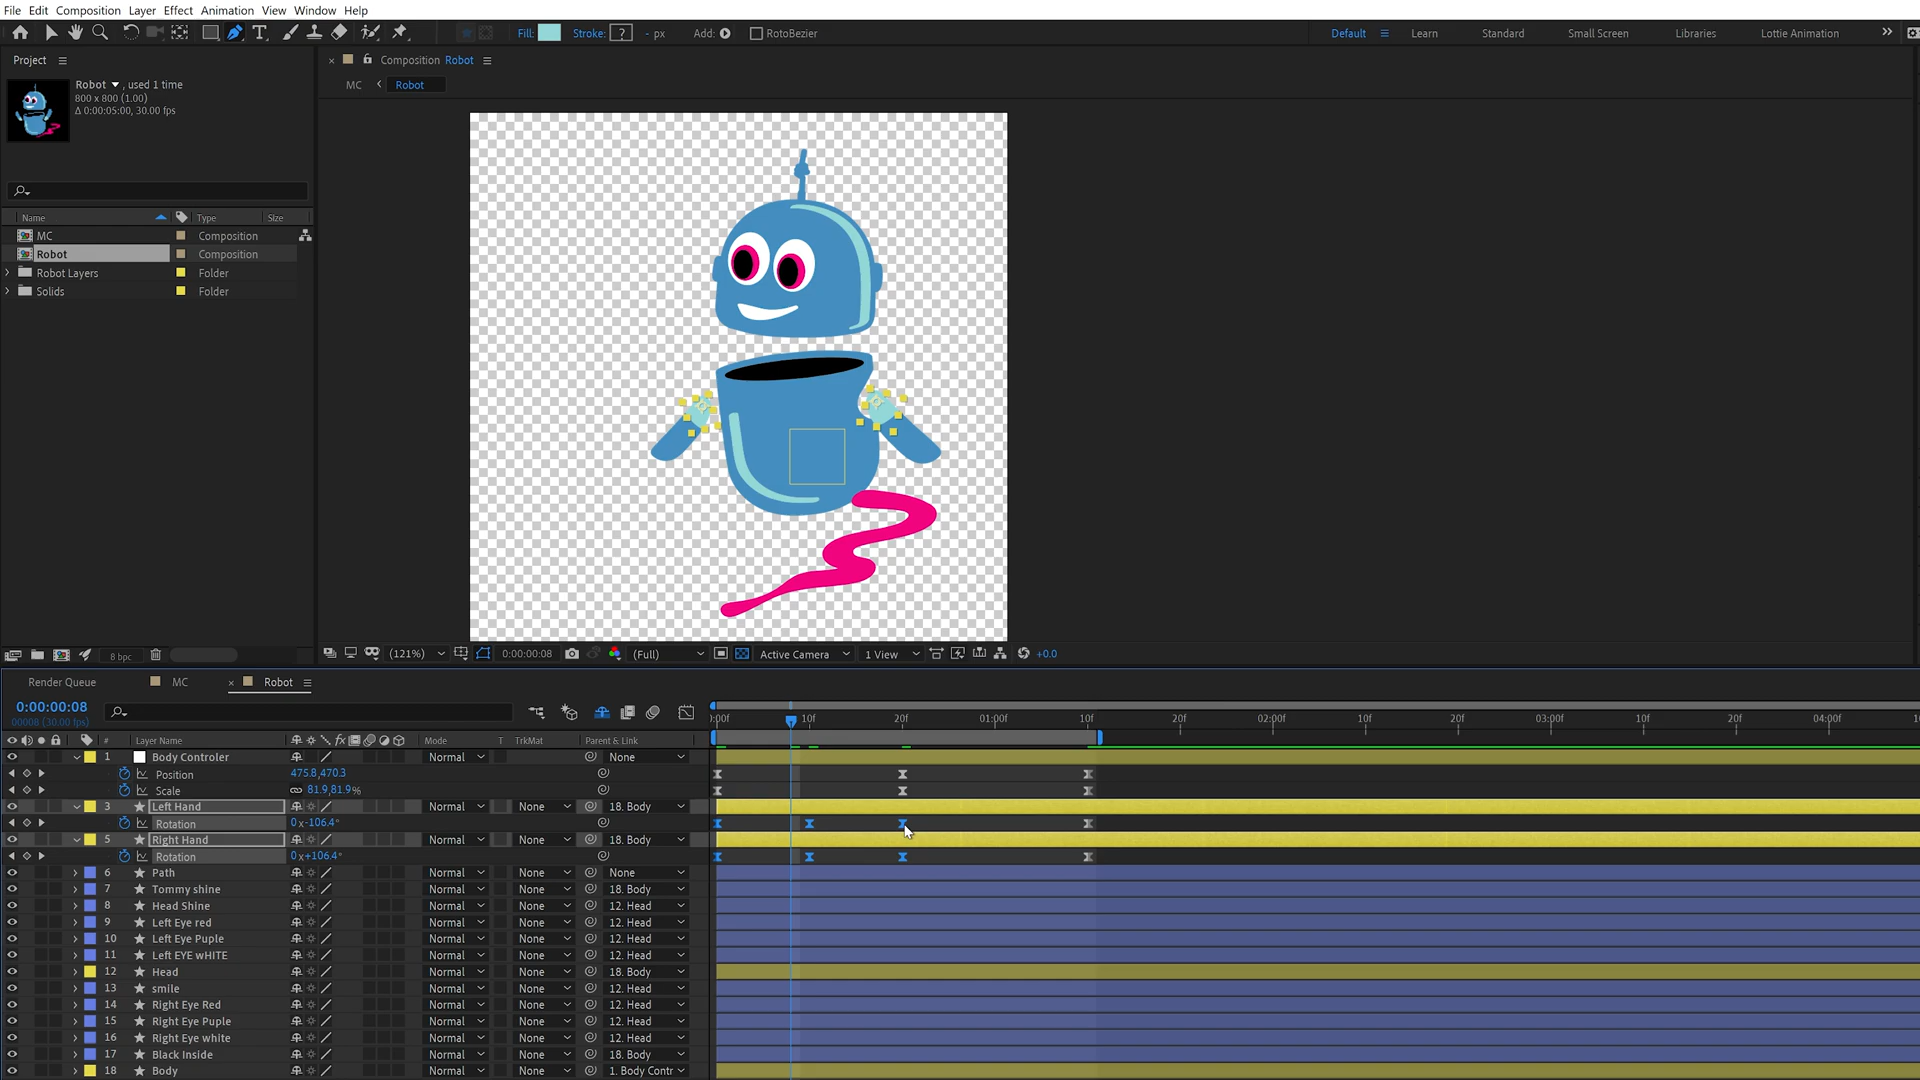 File Edit Composition Layer Effect Animation View Window Help
Fill: Stroke: ? - px Add: RotoBezier Default Learn Standard Small Screen Libraries Lottie Animation
Project
Composition Robot
MC Robot
Robot , used 1 time
800 x 800 (1.00)
Δ 0:00:05:00, 30.00 fps
Name Type Size
MC Composition
Robot Composition
Robot Layers Folder
Solids Folder
8 bpc
(121%) 0:00:00:08 (Full) Active Camera 1 View +0.0
Render Queue MC Robot
0:00:00:08
00008 (30.00 fps)
10f 20f 01:00f 10f 20f 02:00f 10f 20f 03:00f 10f 20f 04:00f
# Layer Name Mode T TrkMat Parent & Link
1 Body Controler Normal None
Position 475.8,470.3
Scale 81.9,81.9%
3 Left Hand Normal None 18. Body
Rotation 0x-106.4°
5 Right Hand Normal None 18. Body
Rotation 0x+106.4°
6 Path Normal None None
7 Tommy shine Normal None 18. Body
8 Head Shine Normal None 12. Head
9 Left Eye red Normal None 12. Head
10 Left Eye Puple Normal None 12. Head
11 Left EYE wHITE Normal None 12. Head
12 Head Normal None 18. Body
13 smile Normal None 12. Head
14 Right Eye Red Normal None 12. Head
15 Right Eye Puple Normal None 12. Head
16 Right Eye white Normal None 12. Head
17 Black Inside Normal None 18. Body
18 Body Normal None 1. Body Contr